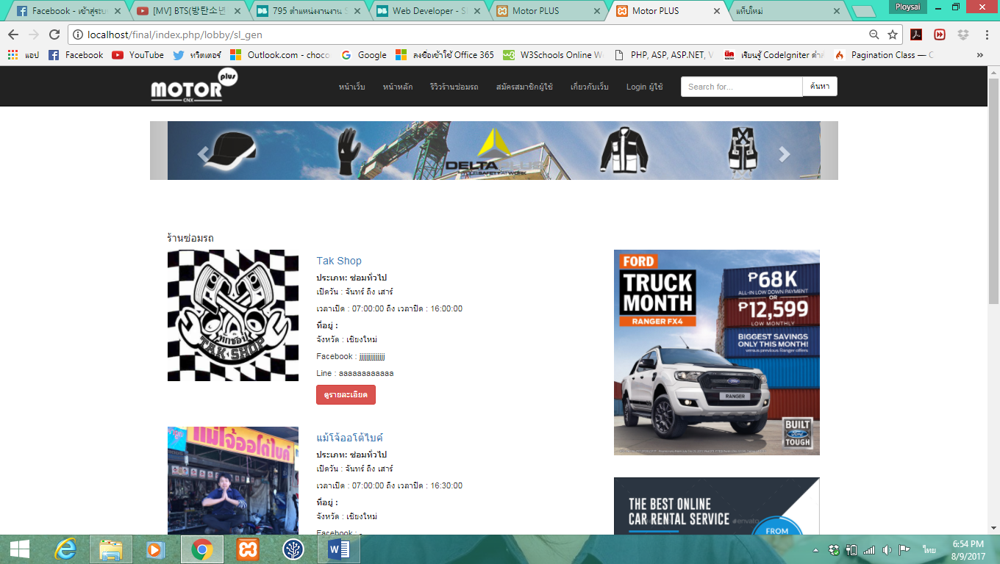 Facebook - เข้าสู่ระบบ
[MV] BTS(방탄소년
795 ตำแหน่งงานงาน
Web Developer - S
Motor PLUS
Motor PLUS
แท็บใหม่
Ploysai
localhost/final/index.php/lobby/sl_gen
แอป
Facebook
YouTube
ทวิตเตอร์
Outlook.com - choco
Google
ลงชื่อเข้าใช้ Office 365
W3Schools Online W
PHP, ASP, ASP.NET, V
เรียนรู้ CodeIgniter
Pagination Class — C
MOTOR plus
CNX
หน้าเว็บ
หน้าหลัก
รีวิวร้านซ่อมรถ
สมัครสมาชิกผู้ใช้
เกี่ยวกับเว็บ
Login ผู้ใช้
Search for...
ค้นหา
DELTA PLUS
YOUR SAFETY AT WORK
ร้านซ่อมรถ
ทักช็อป
TAK SHOP
Tak Shop
ประเภท: ซ่อมทั่วไป
เปิดวัน : จันทร์ ถึง เสาร์
เวลาเปิด : 07:00:00 ถึง เวลาปิด : 16:00:00
ที่อยู่ :
จังหวัด : เชียงใหม่
Facebook : jjjjjjjjjjjjjj
Line : aaaaaaaaaaaa
ดูรายละเอียด
FORD
TRUCK
MONTH
RANGER FX4
₱68K
ALL-IN LOW DOWN PAYMENT
OR
₱12,599
LOW MONTHLY
BIGGEST SAVINGS
ONLY THIS MONTH!
versus previous Ranger offers
RANGER
BUILT
Ford
TOUGH
แม่โจ้ออโต้ไบค์
แม้โจ้ออโต้ไบค์
ประเภท: ซ่อมทั่วไป
เปิดวัน : จันทร์ ถึง เสาร์
เวลาเปิด : 07:00:00 ถึง เวลาปิด : 16:30:00
ที่อยู่ :
จังหวัด : เชียงใหม่
Facebook : -
THE BEST ONLINE
CAR RENTAL SERVICE
envato
FROM
ไทย
6:54 PM
8/9/2017